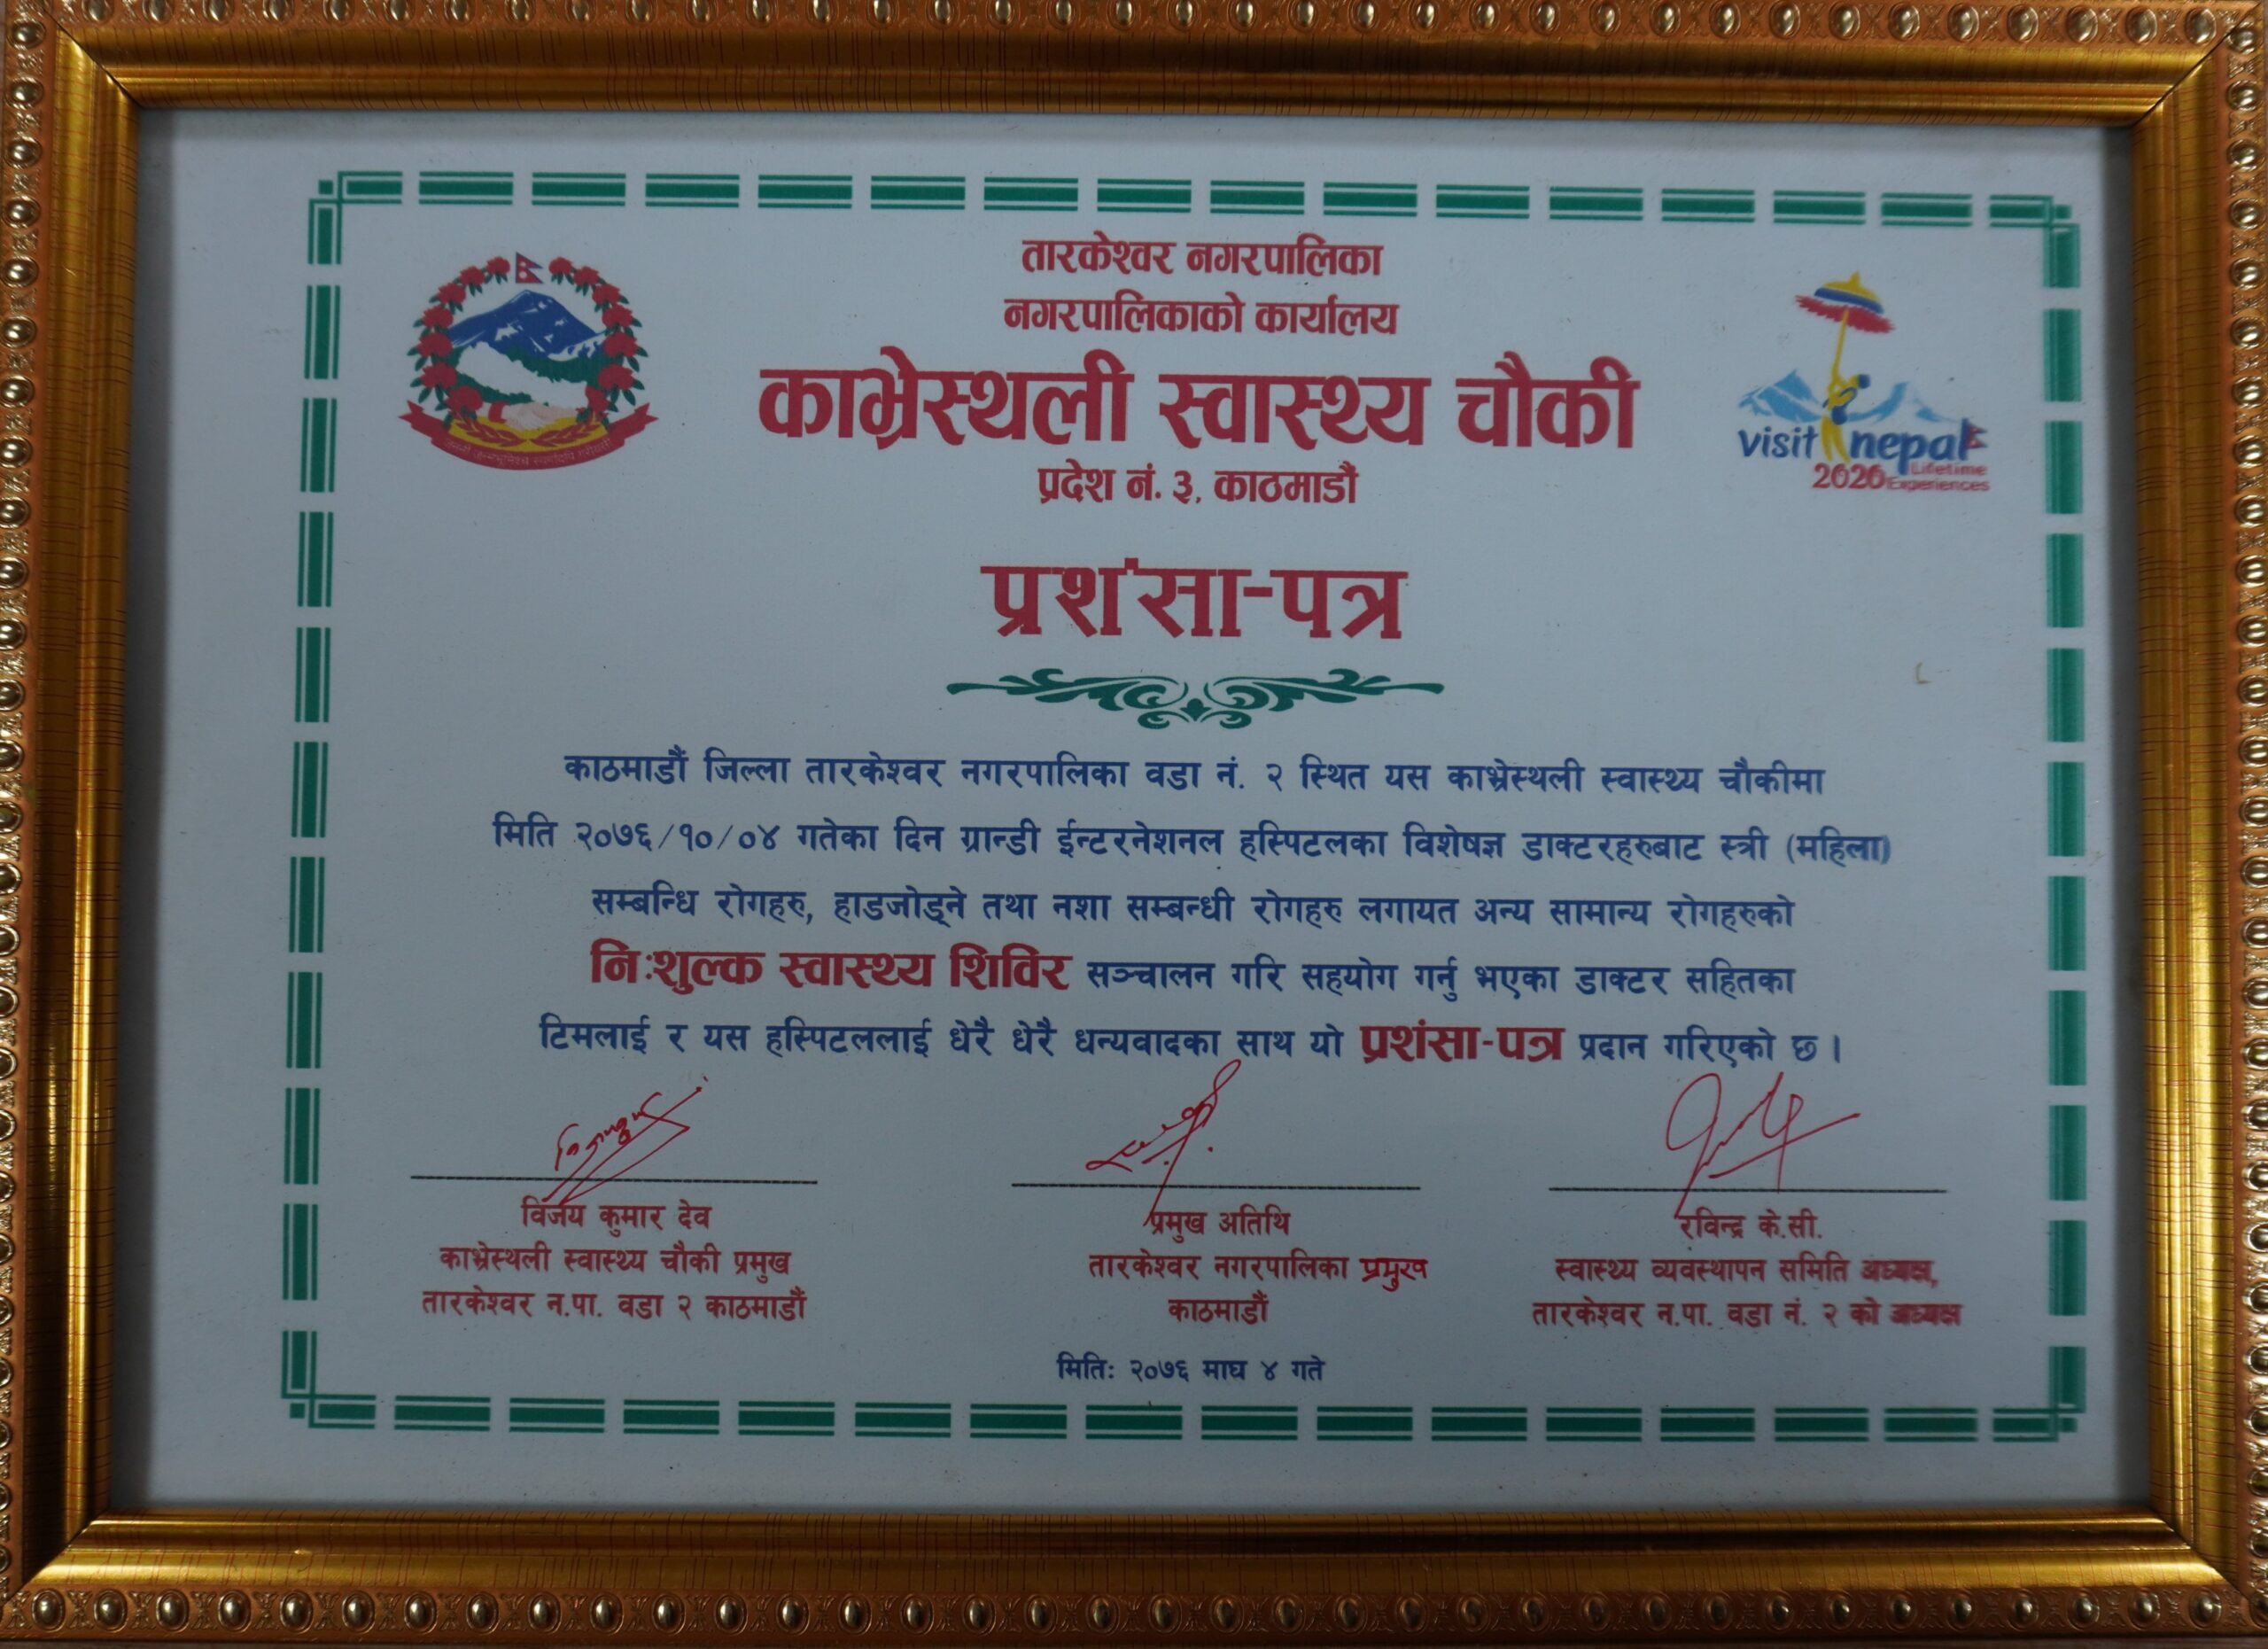 तारकेश्वर नगरपालिका
नगरपालिकाको कार्यालय
काभ्रेस्थली स्वास्थ्य चौकी
प्रदेश नं. ३, काठमाडौं
visit nepal
Lifetime
2020 Experiences
प्रशंसा-पत्र
काठमाडौं जिल्ला तारकेश्वर नगरपालिका वडा नं. २ स्थित यस काभ्रेस्थली स्वास्थ्य चौकीमा
मिति २०७६/१०/०४ गतेका दिन ग्रान्डी ईन्टरनेशनल हस्पिटलका विशेषज्ञ डाक्टरहरुबाट स्त्री (महिला)
सम्बन्धि रोगहरु, हाडजोड्ने तथा नशा सम्बन्धी रोगहरु लगायत अन्य सामान्य रोगहरुको
निःशुल्क स्वास्थ्य शिविर सञ्चालन गरि सहयोग गर्नु भएका डाक्टर सहितका
टिमलाई र यस हस्पिटललाई धेरै धेरै धन्यवादका साथ यो प्रशंसा-पत्र प्रदान गरिएको छ।
विजय कुमार देव
काभ्रेस्थली स्वास्थ्य चौकी प्रमुख
तारकेश्वर न.पा. वडा २ काठमाडौं
प्रमुख अतिथि
तारकेश्वर नगरपालिका प्रमुख
काठमाडौं
रविन्द्र के.सी.
स्वास्थ्य व्यवस्थापन समिति अध्यक्ष,
तारकेश्वर न.पा. वडा नं. २ को अध्यक्ष
मितिः २०७६ माघ ४ गते